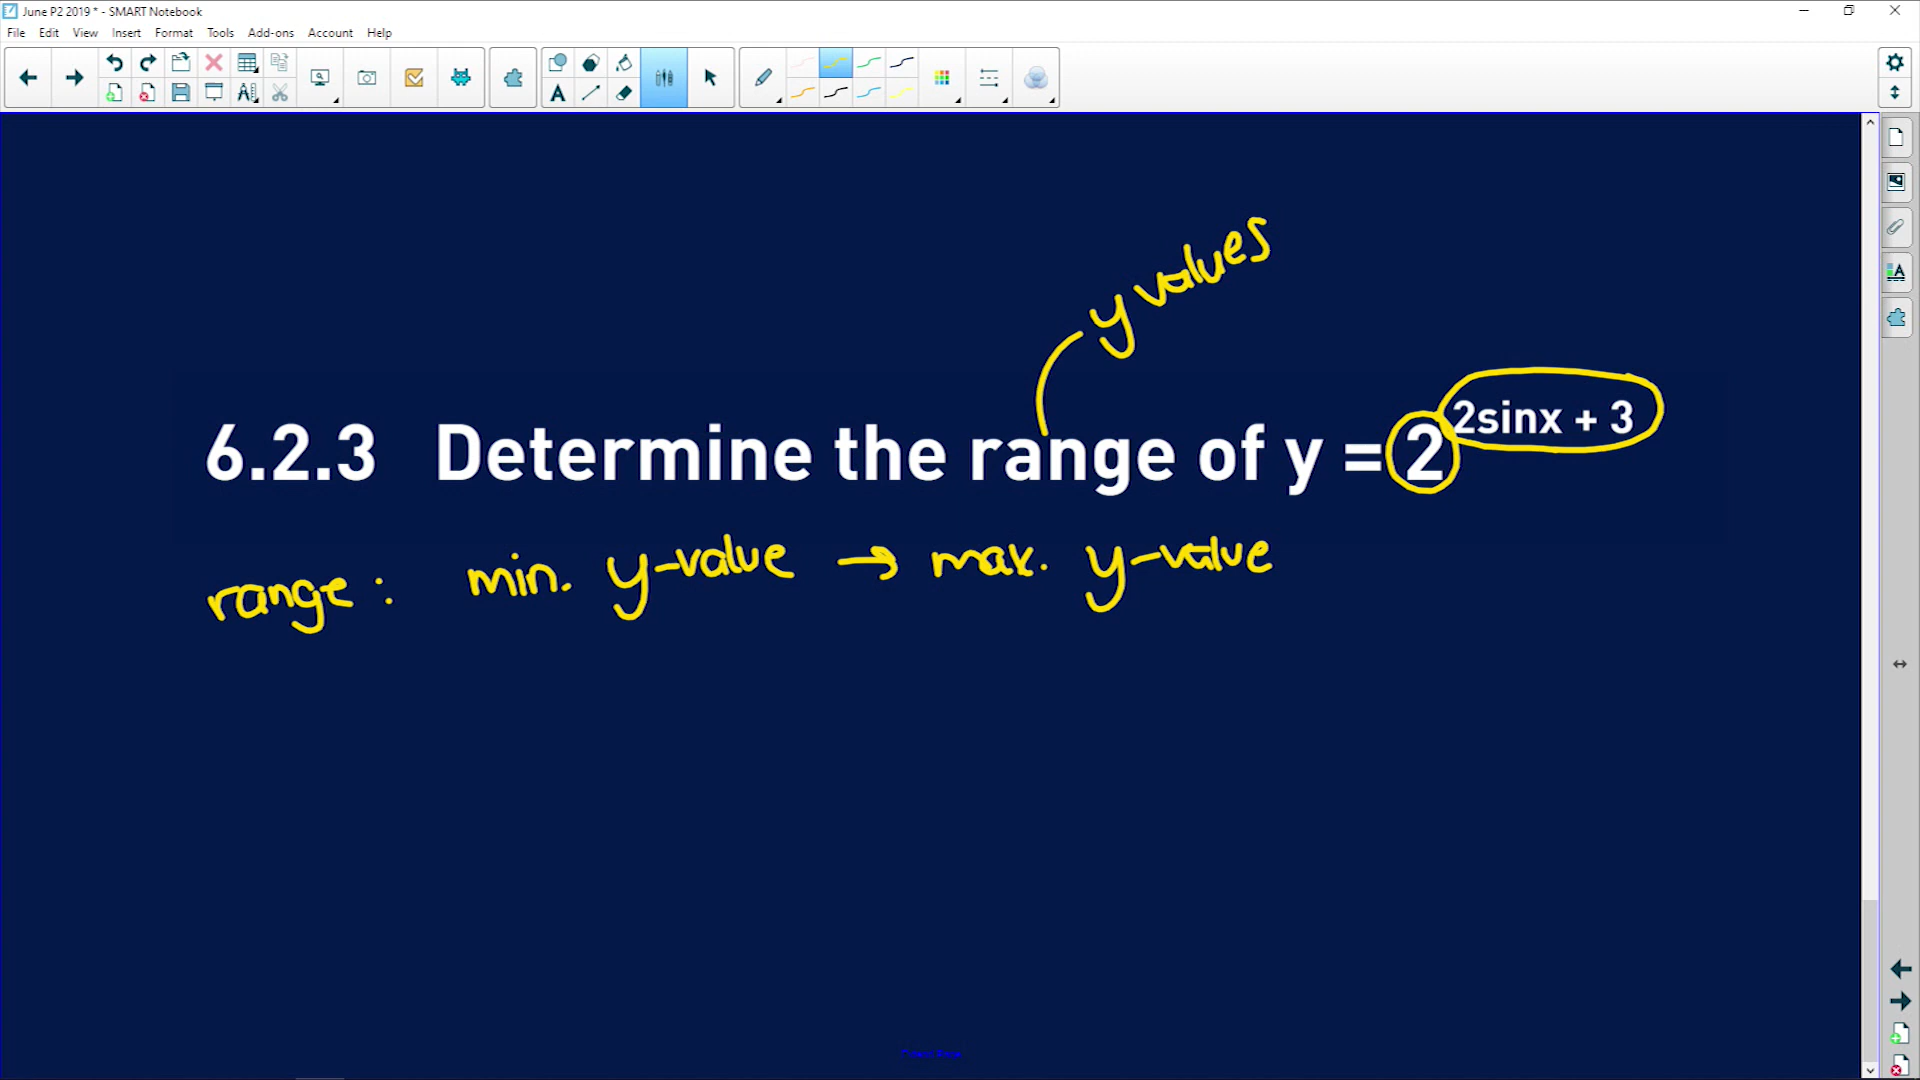 June P2 2019 * - SMART Notebook
File Edit View Insert Format Tools Add-ons Account Help
y values
6.2.3 Determine the range of y = 2^(2sinx + 3)
range : min. y-value → max. y-value